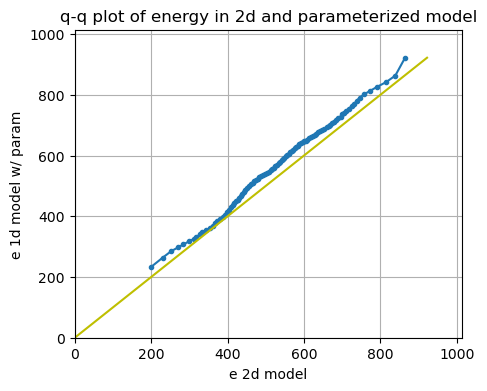 q-q plot of energy in 2d and parameterized model
1000
800
600
400
200
0
e 1d model w/ param
0 200 400 600 800 1000
e 2d model